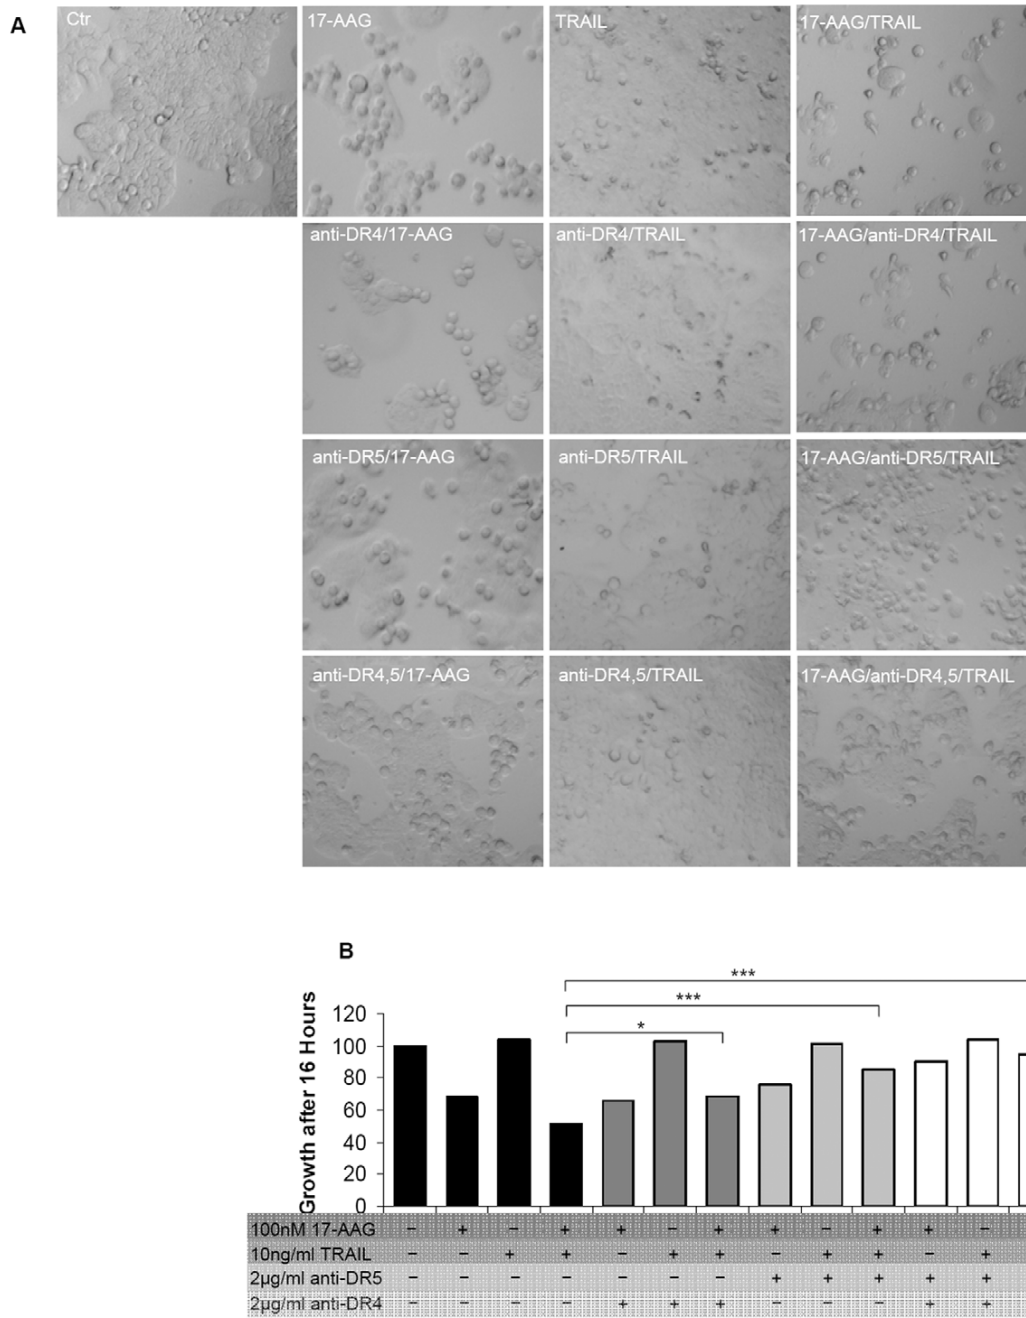 A
Ctr
17-AAG
TRAIL
17-AAG/TRAIL
anti-DR4/17-AAG
anti-DR4/TRAIL
17-AAG/anti-DR4/TRAIL
anti-DR5/17-AAG
anti-DR5/TRAIL
17-AAG/anti-DR5/TRAIL
anti-DR4,5/17-AAG
anti-DR4,5/TRAIL
17-AAG/anti-DR4,5/TRAIL
B
***
***
*
Growth after 16 Hours
120
100
80
60
40
20
0
100nM 17-AAG − + − + + − + + − + + −
10ng/ml TRAIL − − + + − + + − + + − +
2µg/ml anti-DR5 − − − − − − − + + + + +
2µg/ml anti-DR4 − − − − + + + − − − + +